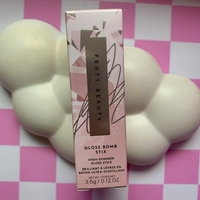 FENTY BEAUTY
GLOSS BOMB
STIX
HIGH-SHIMMER
GLOSS STICK
BRILLANT À LÈVRES EN
BÂTON ULTRA-SCINTILLANT
3.6g / 0.12 OZ.